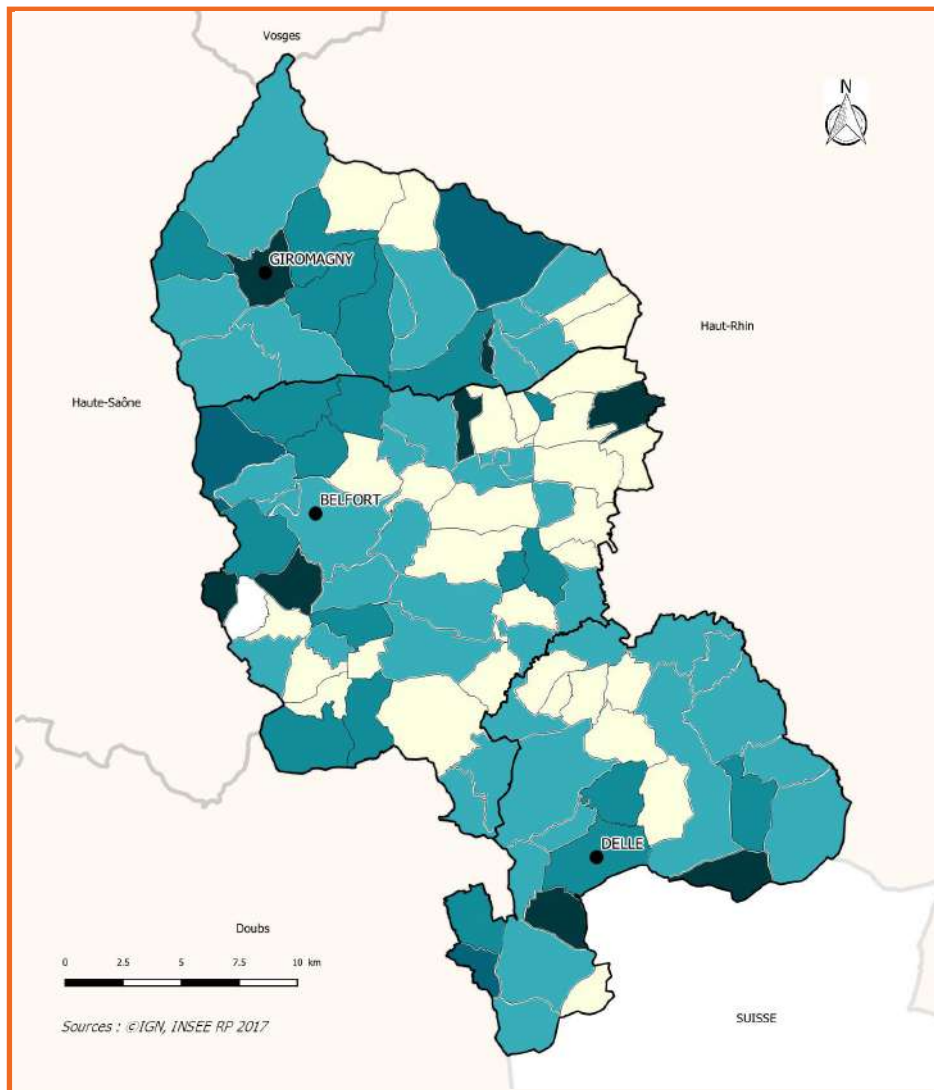 Vosges
N
GIROMAGNY
Haut-Rhin
Haute-Saône
BELFORT
DELLE
Doubs
0 2.5 5 7.5 10 km
Sources : ©IGN, INSEE RP 2017
SUISSE